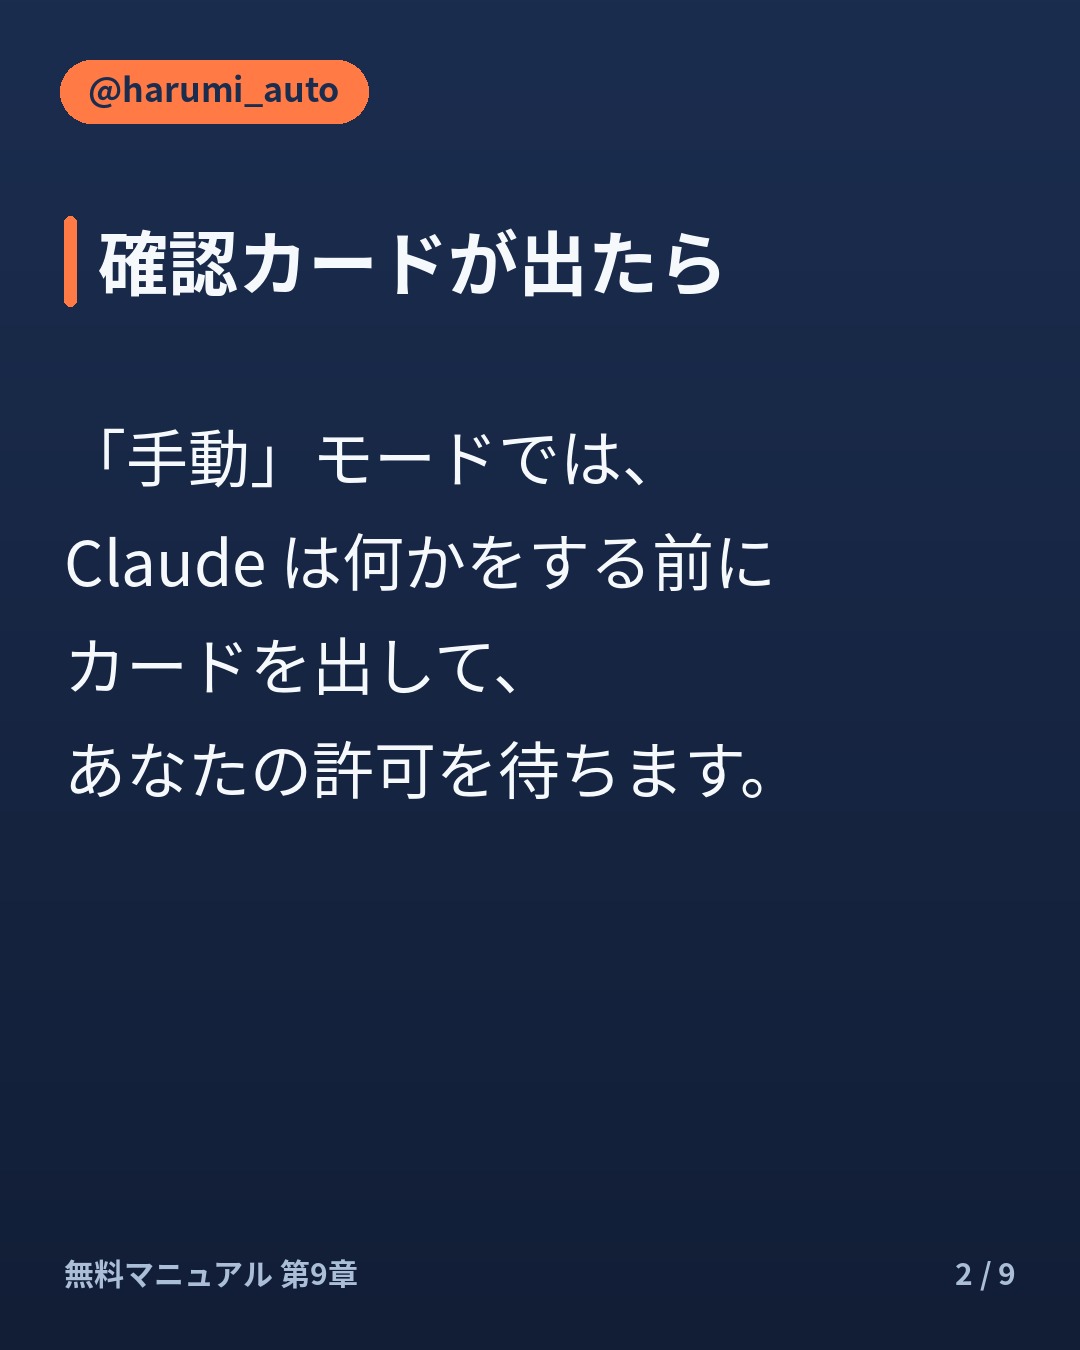 @harumi_auto
確認カードが出たら
「手動」モードでは、
Claude は何かをする前に
カードを出して、
あなたの許可を待ちます。
無料マニュアル 第9章
2 / 9